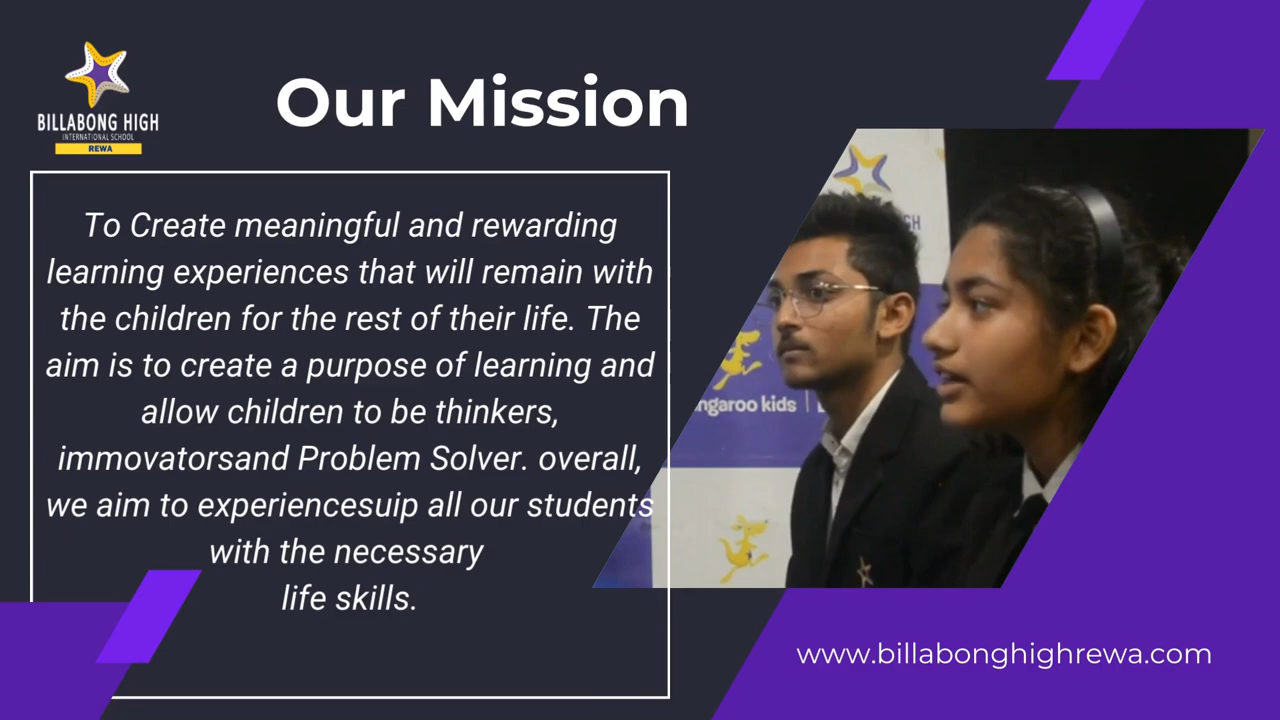 BILLABONG HIGH
INTERNATIONAL SCHOOL
REWA
Our Mission
To Create meaningful and rewarding
learning experiences that will remain with
the children for the rest of their life. The
aim is to create a purpose of learning and
allow children to be thinkers,
immovatorsand Problem Solver. overall,
we aim to experiencesuip all our students
with the necessary
life skills.
ngaroo kids
www.billabonghighrewa.com